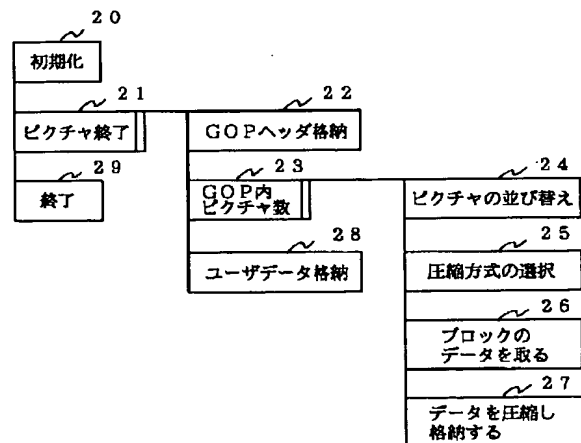 20
初期化
21
ピクチャ終了
22
GOPヘッダ格納
29
終了
23
GOP内
ピクチャ数
24
ピクチャの並び替え
28
ユーザデータ格納
25
圧縮方式の選択
26
ブロックの
データを取る
27
データを圧縮し
格納する